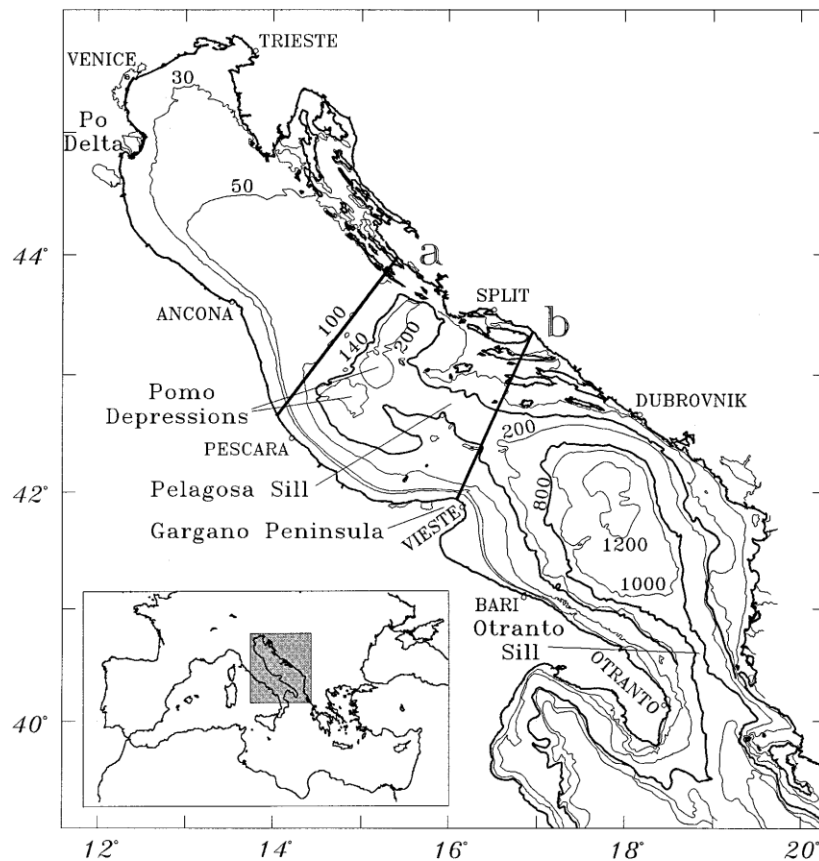 TRIESTE
VENICE
30
Po
Delta
50
a
44°
SPLIT
b
ANCONA
100
140
200
Pomo
Depressions
DUBROVNIK
PESCARA
200
Pelagosa Sill
800
42°
Gargano Peninsula
VIESTE
1200
1000
BARI
Otranto
Sill
OTRANTO
40°
12°
14°
16°
18°
20°